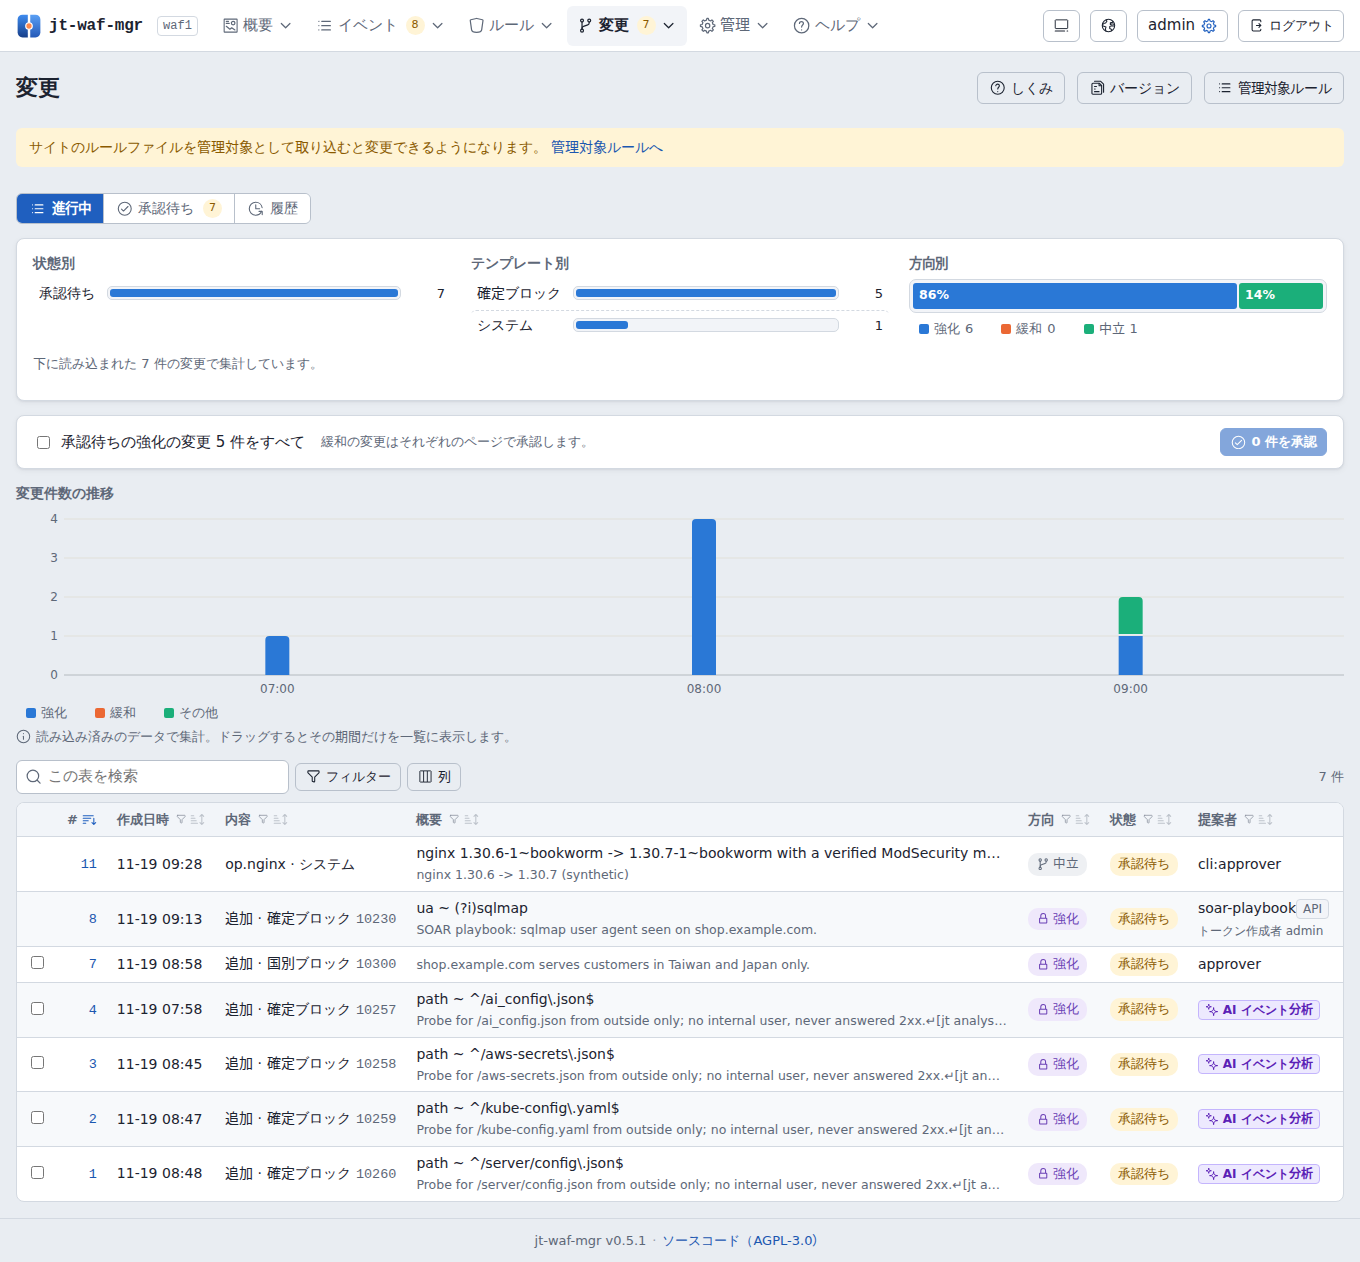 jt-waf-mgr waf1 概要 イベント 8 ルール 変更 7 管理 ヘルプ admin ログアウト
変更 しくみ バージョン 管理対象ルール
サイトのルールファイルを管理対象として取り込むと変更できるようになります。 管理対象ルールへ
進行中 承認待ち 7 履歴
状態別 テンプレート別 方向別
承認待ち 7 確定ブロック 5 86% 14%
システム 1 強化 6 緩和 0 中立 1
下に読み込まれた 7 件の変更で集計しています。
承認待ちの強化の変更 5 件をすべて 緩和の変更はそれぞれのページで承認します。 0 件を承認
変更件数の推移
4
3
2
1
0
07:00 08:00 09:00
強化 緩和 その他
読み込み済みのデータで集計。ドラッグするとその期間だけを一覧に表示します。
この表を検索 フィルター 列 7 件
# 作成日時 内容 概要 方向 状態 提案者
11 11-19 09:28 op.nginx · システム nginx 1.30.6-1~bookworm -> 1.30.7-1~bookworm with a verified ModSecurity m… 中立 承認待ち cli:approver
nginx 1.30.6 -> 1.30.7 (synthetic)
8 11-19 09:13 追加 · 確定ブロック 10230 ua ~ (?i)sqlmap 強化 承認待ち soar-playbook API
SOAR playbook: sqlmap user agent seen on shop.example.com. トークン作成者 admin
7 11-19 08:58 追加 · 国別ブロック 10300 shop.example.com serves customers in Taiwan and Japan only. 強化 承認待ち approver
4 11-19 07:58 追加 · 確定ブロック 10257 path ~ ^/ai_config\.json$ 強化 承認待ち AI イベント分析
Probe for /ai_config.json from outside only; no internal user, never answered 2xx.↵[jt analys…
3 11-19 08:45 追加 · 確定ブロック 10258 path ~ ^/aws-secrets\.json$ 強化 承認待ち AI イベント分析
Probe for /aws-secrets.json from outside only; no internal user, never answered 2xx.↵[jt an…
2 11-19 08:47 追加 · 確定ブロック 10259 path ~ ^/kube-config\.yaml$ 強化 承認待ち AI イベント分析
Probe for /kube-config.yaml from outside only; no internal user, never answered 2xx.↵[jt an…
1 11-19 08:48 追加 · 確定ブロック 10260 path ~ ^/server/config\.json$ 強化 承認待ち AI イベント分析
Probe for /server/config.json from outside only; no internal user, never answered 2xx.↵[jt a…
jt-waf-mgr v0.5.1 · ソースコード（AGPL-3.0）